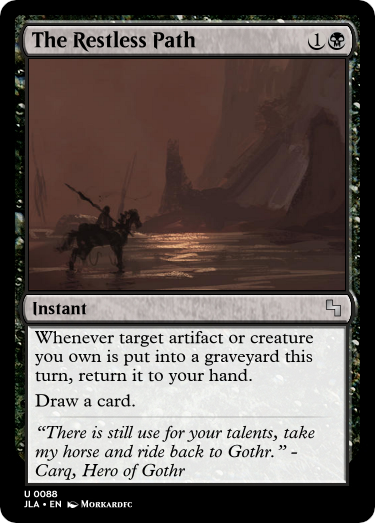 The Restless Path 1
Instant
Whenever target artifact or creature
you own is put into a graveyard this
turn, return it to your hand.
Draw a card.
“There is still use for your talents, take
my horse and ride back to Gothr.” -
Carq, Hero of Gothr
U 0088
JLA • EN Morkardfc